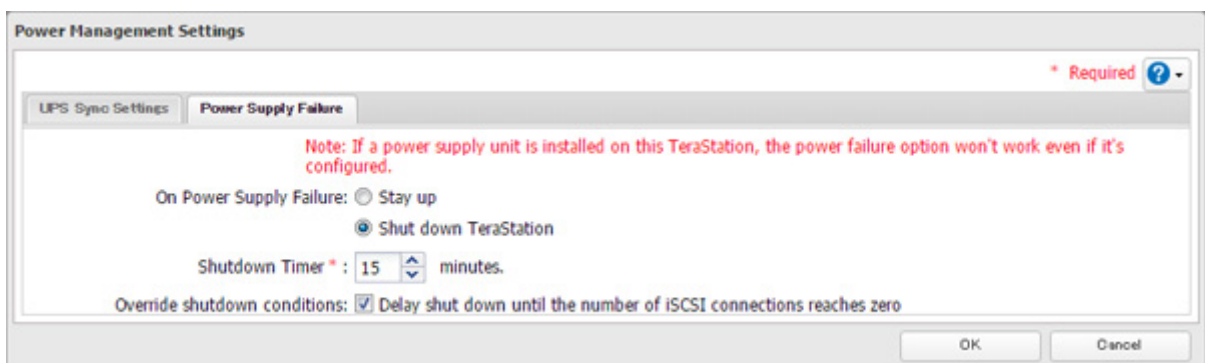 Power Management Settings
* Required ?
UPS Sync Settings Power Supply Failure
Note: If a power supply unit is installed on this TeraStation, the power failure option won't work even if it's
configured.
On Power Supply Failure: Stay up
Shut down TeraStation
Shutdown Timer * : 15 minutes.
Override shutdown conditions: Delay shut down until the number of iSCSI connections reaches zero
OK Cancel